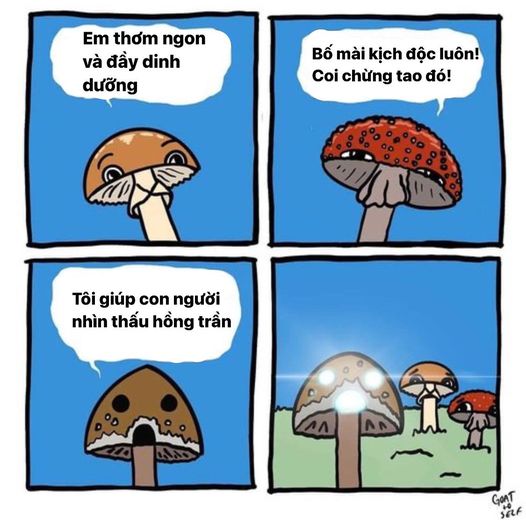 Em thơm ngon
và đầy dinh
dưỡng
Bố mài kịch độc luôn!
Coi chừng tao đó!
Tôi giúp con người
nhìn thấu hồng trần
GOAT
TO
SELF